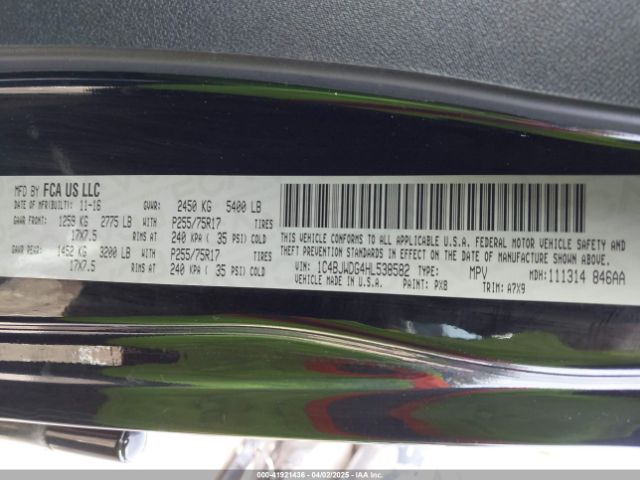 MFD BY FCA US LLC
DATE OF MFR(BUILT): 11-16 GVWR: 2450 KG 5400 LB
GAWR FRONT: 1259 KG 2775 LB WITH P255/75R17 TIRES
17X7.5 RIMS AT 240 KPA ( 35 PSI) COLD
GAWR REAR: 1452 KG 3200 LB WITH P255/75R17 TIRES
17X7.5 RIMS AT 240 KPA ( 35 PSI) COLD
THIS VEHICLE CONFORMS TO ALL APPLICABLE U.S.A. FEDERAL MOTOR VEHICLE SAFETY AND
THEFT PREVENTION STANDARDS IN EFFECT ON THE DATE OF MANUFACTURE SHOWN ABOVE.
VIN: 1C4BJWDG4HL538582 TYPE: MPV MDH: 111314 846AA
VEHICLE MADE IN U.S.A. PAINT: PX8 TRIM: A7X9
000-41921436 - 04/02/2025 - IAAI.COM